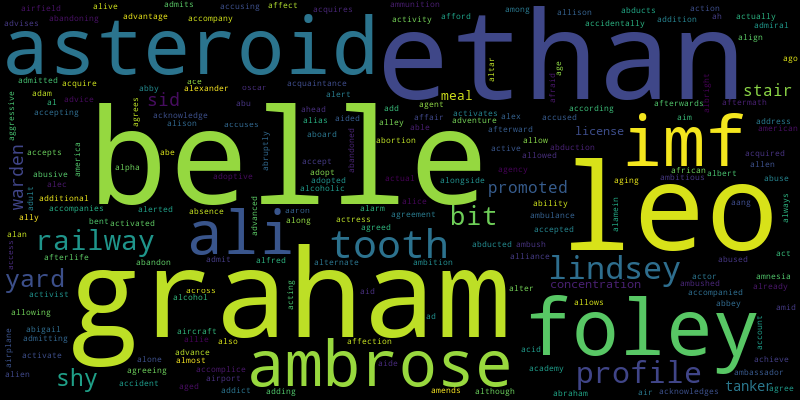 airfield alive admits accusing affect acquires ammunition among allison abducts action ah actually admiral
advises abandoning advantage accompany activity afford accidentally addition align
asteroid ethan
altar age afraid ago
admitted adam acquire abby ace alexander oscar acquaintance meal according afterwards alright aftermath stair
aggressive al advice sid agrees abu ahead add agent activates adventure aim address
accepting acknowledge alison accuses alert alias aided alley affair able alex accused license imf american
belle
warden accepts america abe abruptly aboard abortion abandoned afterward active allow abduction african acquired allen
abusive alpha adoptive accept adopt actual alongside agency allowed aging ambitious albert abuse
alec adult adopted alcoholic alice promoted leo aang always
additional accompanies absence advanced aaron alarm actress agreement bit ability ambulance alamein
ally bent activated alerted ali along agreed accepted
alan railway tooth abducted ambush abused act
access afterlife abandon admit alfred alternate ambition alliance lindsey actor amnesia
yard activist across acting aid alter concentration ambushed accompanied already
graham
allowing alcohol ad allows abbey amid
abigail aircraft foley account
admitting airplane activate alone allie also advance affection acid achieve
almost ambrose aide academy profile ambassador
alien shy agreeing accident aged airport accomplice addict adding amends although abraham air acknowledges tanker agree